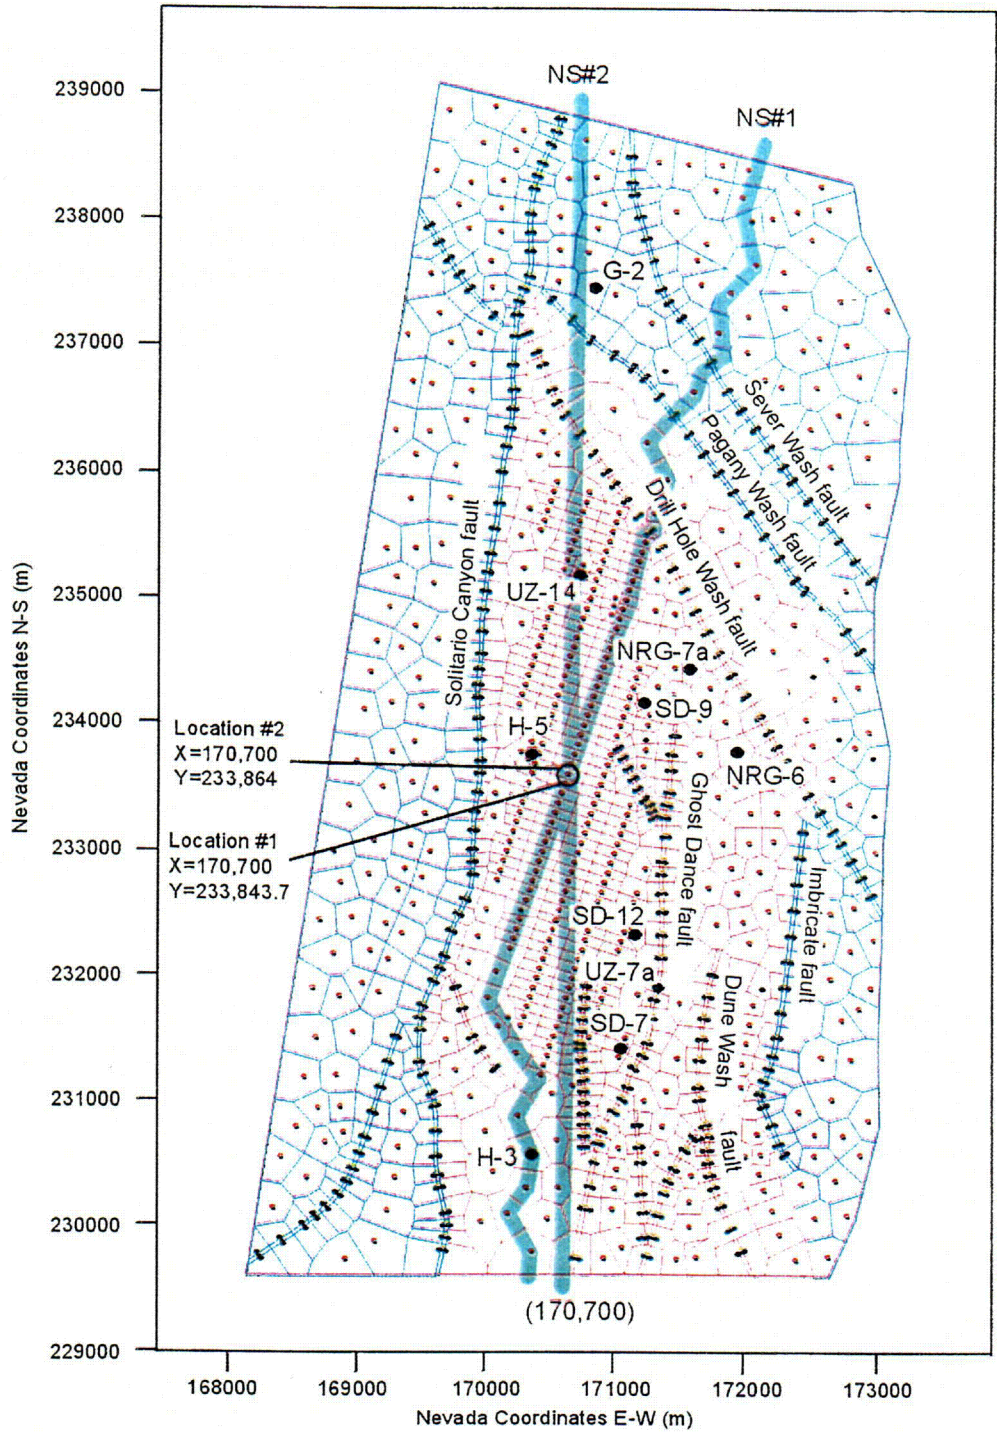 NS#2
NS#1
239000
238000
237000
236000
235000
234000
233000
232000
231000
230000
229000
Nevada Coordinates N-S (m)
G-2
Sever Wash fault
Pagany Wash fault
Drill Hole Wash fault
Solitario Canyon fault
UZ-14
NRG-7a
SD-9
H-5
NRG-6
Location #2
X=170,700
Y=233,864
Location #1
X=170,700
Y=233,843.7
Ghost Dance fault
Imbricale fault
SD-12
UZ-7a
SD-7
Dune Wash
fault
H-3
(170,700)
168000
169000
170000
171000
172000
173000
Nevada Coordinates E-W (m)